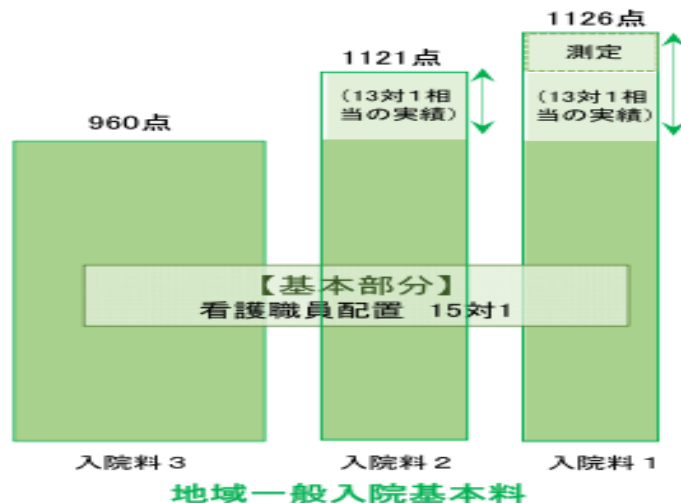 1126点
測定
(13対1相
当の実績)
1121点
(13対1相
当の実績)
960点
【基本部分】
看護職員配置 15対1
入院料3
入院料2
入院料1
地域一般入院基本料